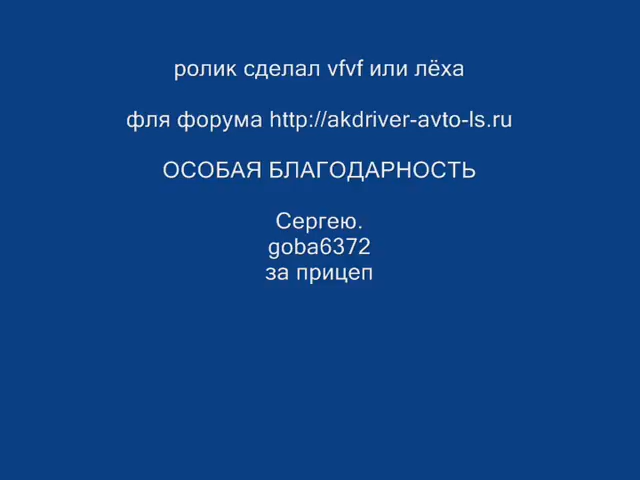 ролик сделал vfvf или лёха
фля форума http://akdriver-avto-ls.ru
ОСОБАЯ БЛАГОДАРНОСТЬ
Сергею.
goba6372
за прицеп